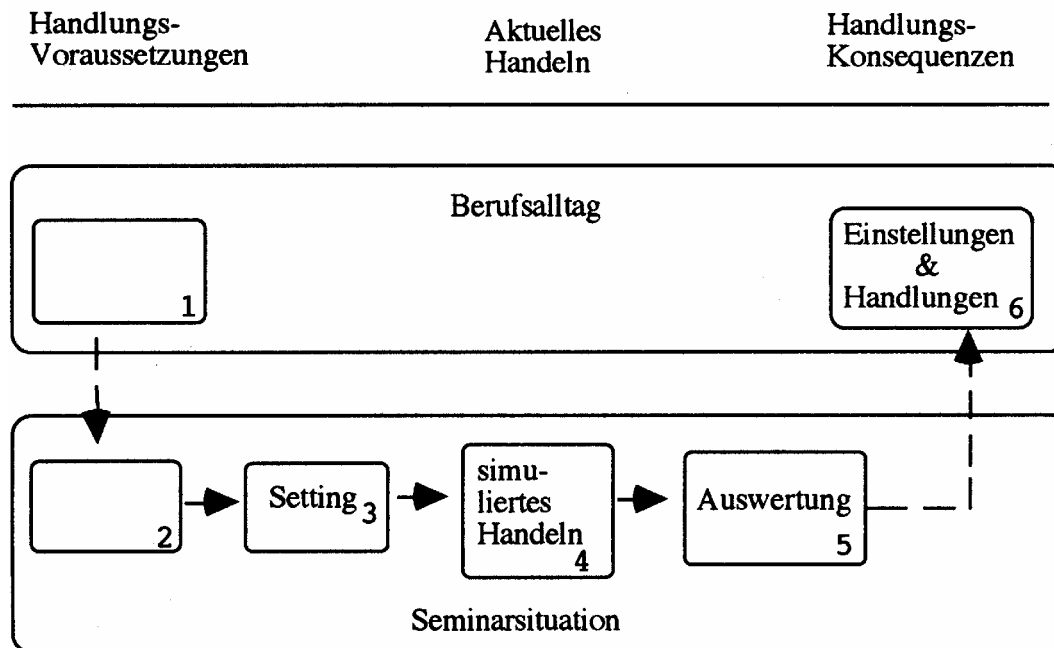 Handlungs-
Voraussetzungen
Aktuelles
Handeln
Handlungs-
Konsequenzen
Berufsalltag
1
Einstellungen
&
Handlungen 6
2
Setting 3
simu-
liertes
Handeln
4
Auswertung
5
Seminarsituation